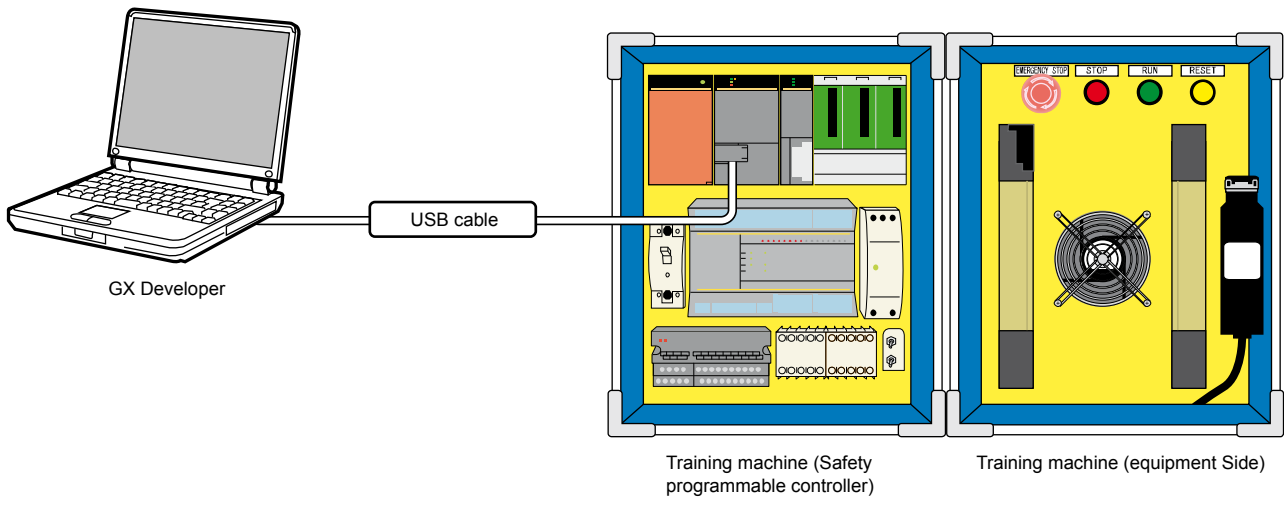 EMERGENCY STOP
STOP
RUN
RESET
USB cable
GX Developer
Training machine (Safety
programmable controller)
Training machine (equipment Side)